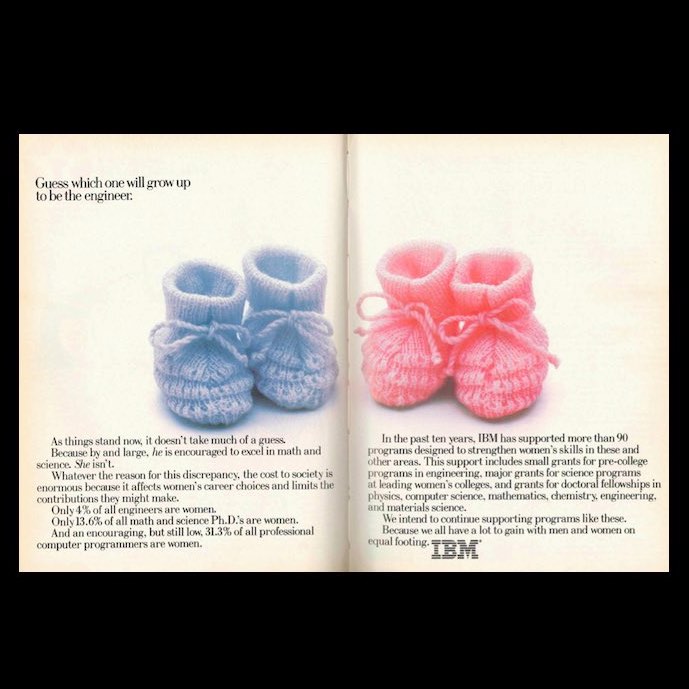 Guess which one will grow up
to be the engineer.
As things stand now, it doesn't take much of a guess.
Because by and large, he is encouraged to excel in math and
science. She isn't.
Whatever the reason for this discrepancy, the cost to society is
enormous because it affects women's career choices and limits the
contributions they might make.
Only 4% of all engineers are women.
Only 13.6% of all math and science Ph.D.'s are women.
And an encouraging, but still low, 31.3% of all professional
computer programmers are women.
In the past ten years, IBM has supported more than 90
programs designed to strengthen women's skills in these and
other areas. This support includes small grants for pre-college
programs in engineering, major grants for science programs
at leading women's colleges, and grants for doctoral fellowships in
physics, computer science, mathematics, chemistry, engineering,
and materials science.
We intend to continue supporting programs like these.
Because we all have a lot to gain with men and women on
equal footing. IBM®